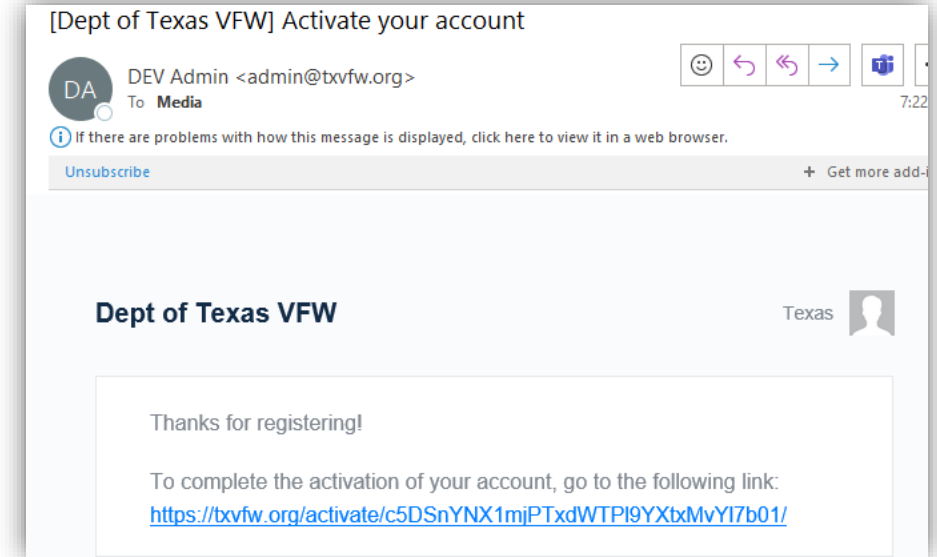 [Dept of Texas VFW] Activate your account
DA
DEV Admin <admin@txvfw.org>
To Media
7:22
If there are problems with how this message is displayed, click here to view it in a web browser.
Unsubscribe
+ Get more add-i
Dept of Texas VFW
Texas
Thanks for registering!
To complete the activation of your account, go to the following link:
https://txvfw.org/activate/c5DSnYNX1mjPTxdWTPl9YXtxMvYl7b01/